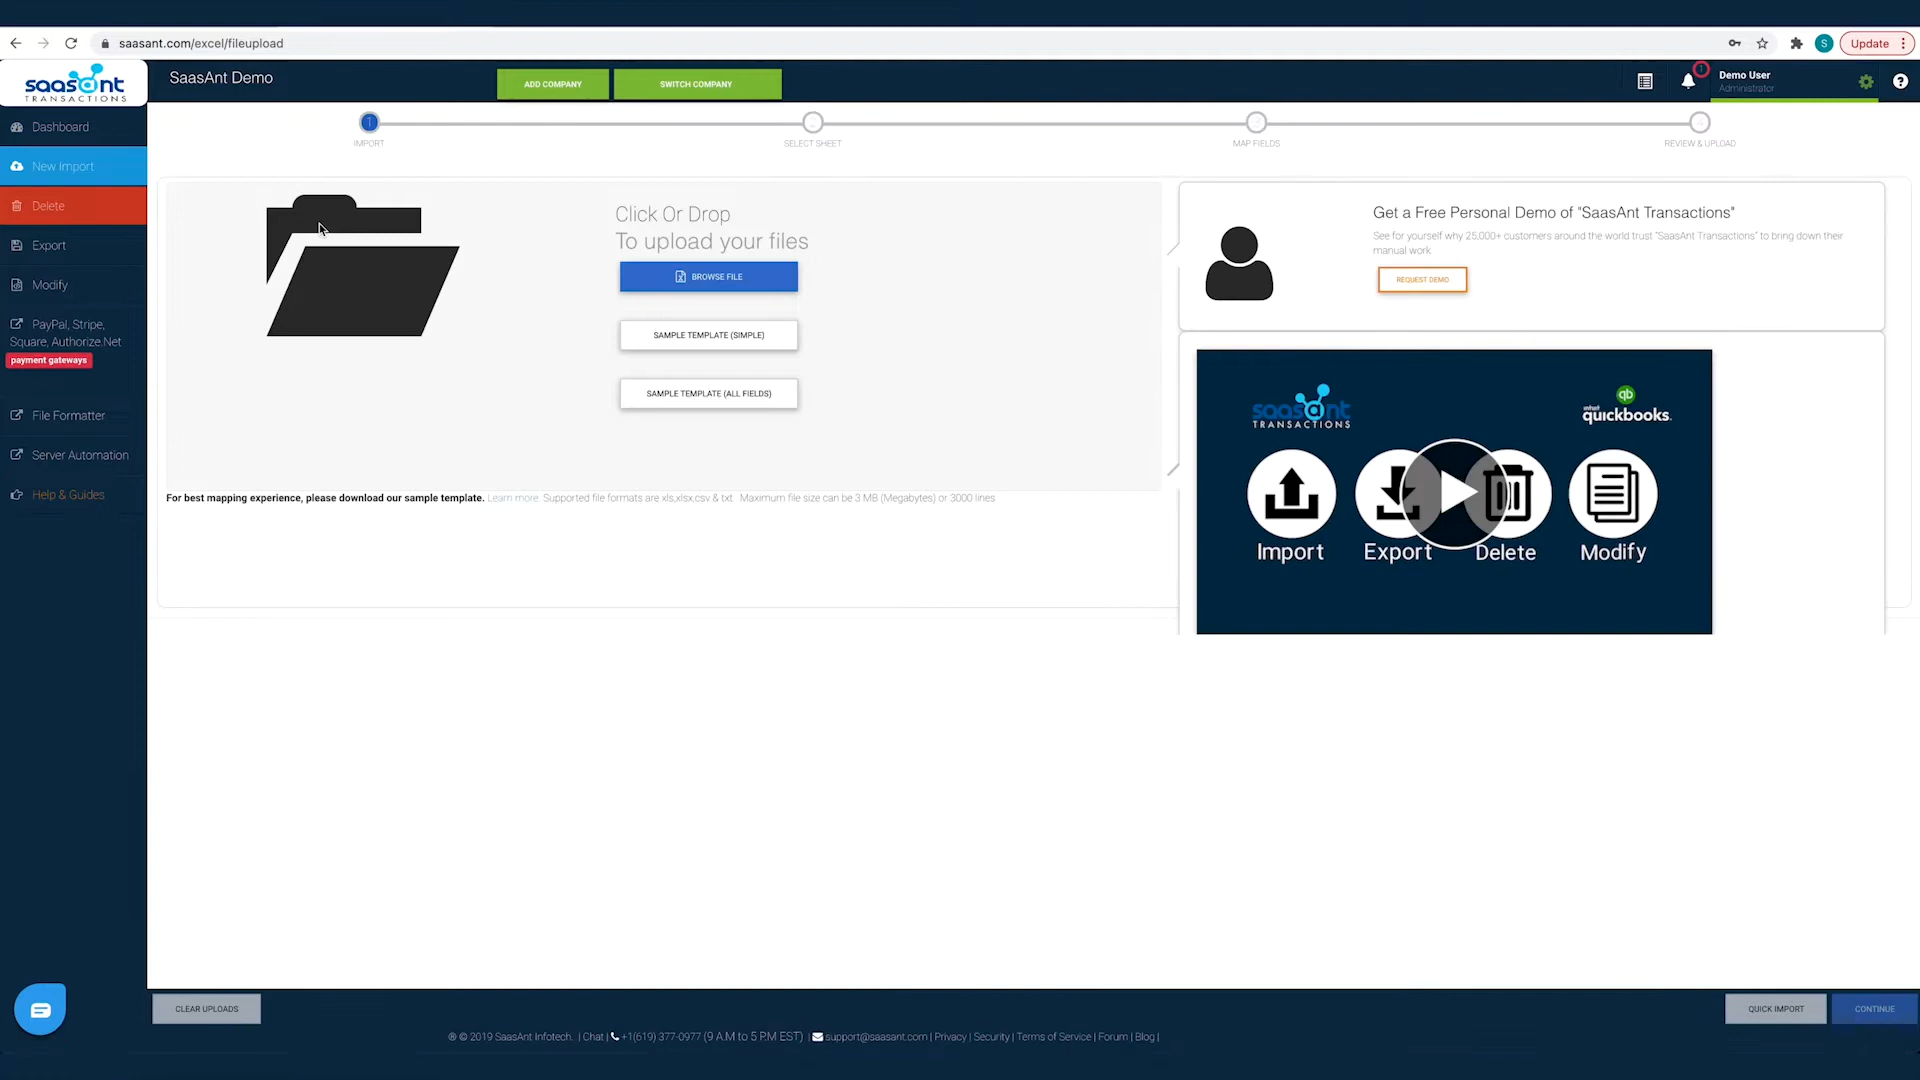 saasant.com/excel/fileupload
S
Update
saasant
TRANSACTIONS
SaasAnt Demo
ADD COMPANY
SWITCH COMPANY
1
Demo User
Administrator
Dashboard
New Import
Delete
Export
Modify
PayPal, Stripe,
Square, Authorize.Net
payment gateways
File Formatter
Server Automation
Help & Guides
1
IMPORT
SELECT SHEET
MAP FIELDS
REVIEW & UPLOAD
Click Or Drop
To upload your files
BROWSE FILE
SAMPLE TEMPLATE (SIMPLE)
SAMPLE TEMPLATE (ALL FIELDS)
For best mapping experience, please download our sample template. Learn more. Supported file formats are xls,xlsx,csv & txt. Maximum file size can be 3 MB (Megabytes) or 3000 lines
Get a Free Personal Demo of "SaasAnt Transactions"
See for yourself why 25,000+ customers around the world trust "SaasAnt Transactions" to bring down their
manual work
REQUEST DEMO
saasant
TRANSACTIONS
qb
intuit
quickbooks.
Import
Export
Delete
Modify
CLEAR UPLOADS
QUICK IMPORT
CONTINUE
® © 2019 SaasAnt Infotech. | Chat | +1(619) 377-0977 (9 A.M to 5 P.M EST) | support@saasant.com | Privacy | Security | Terms of Service | Forum | Blog |